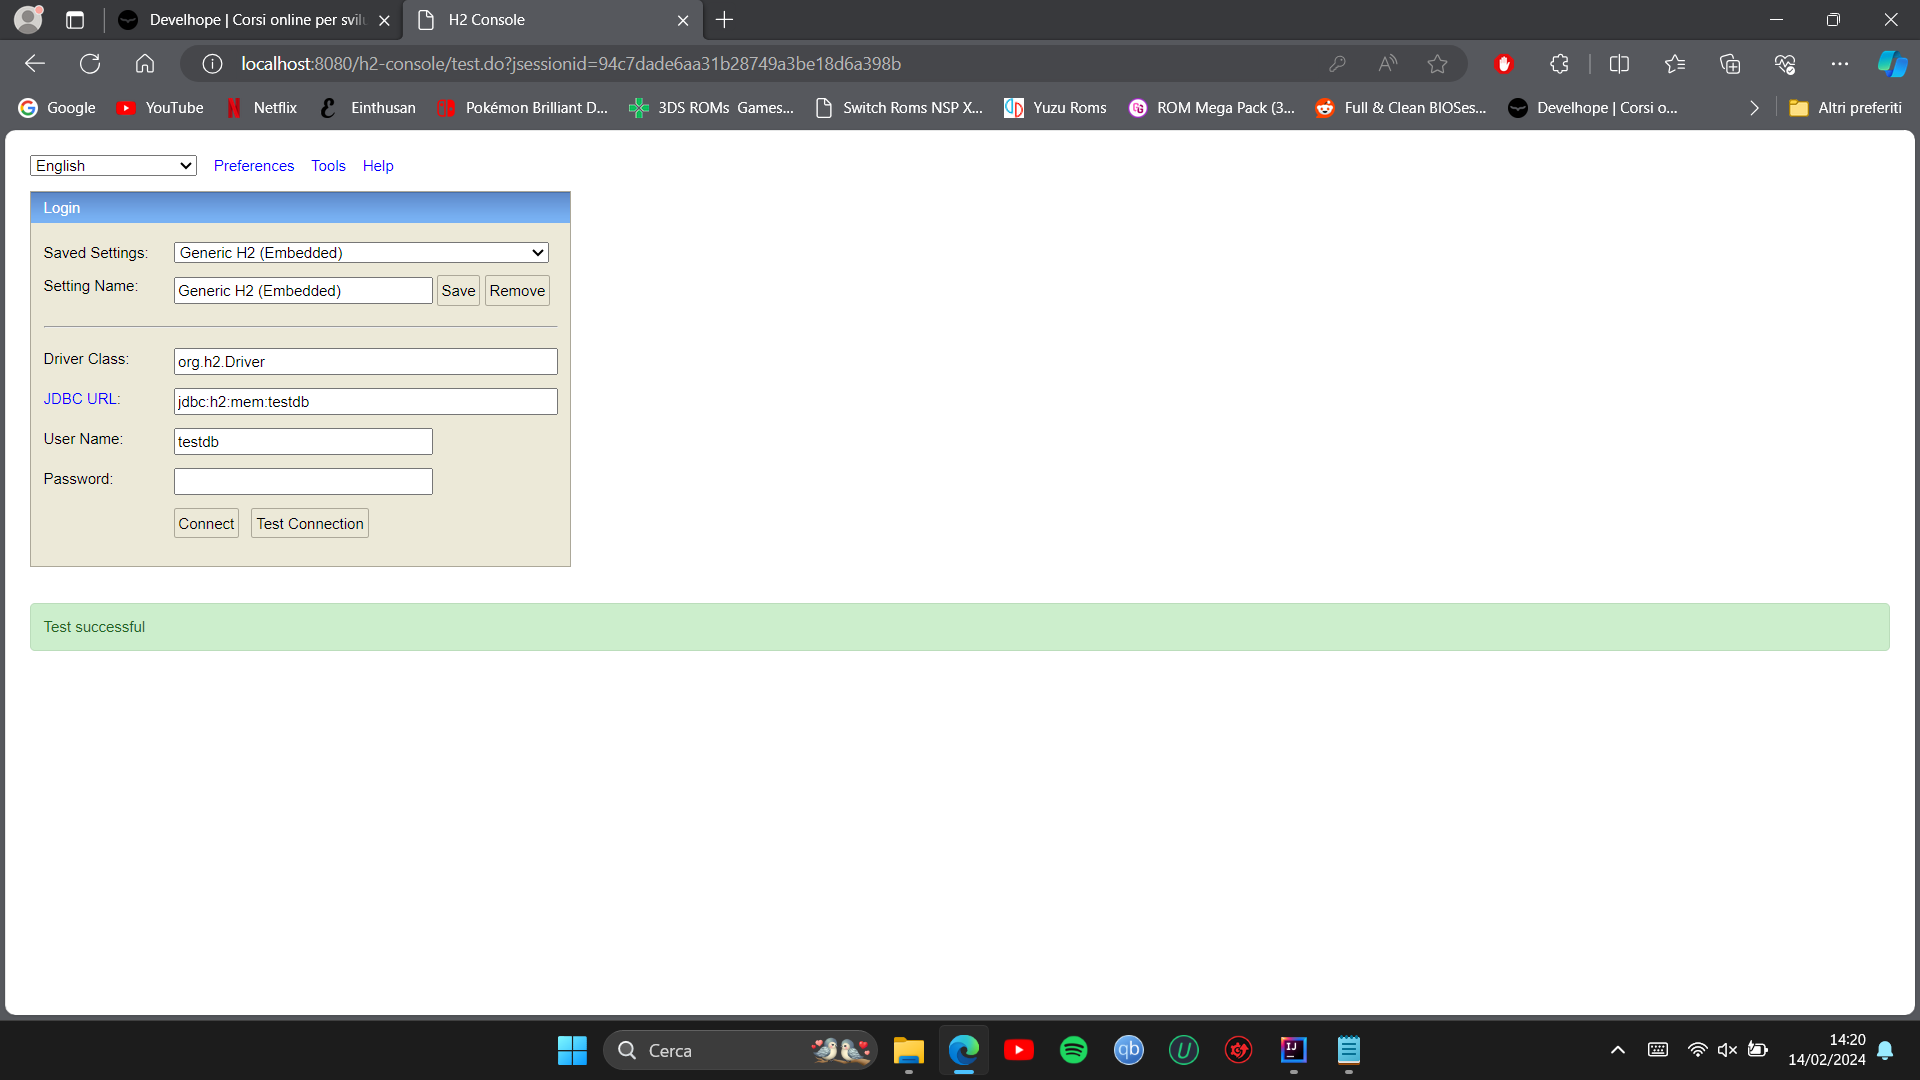 Develhope | Corsi online per svilu
H2 Console
localhost:8080/h2-console/test.do?jsessionid=94c7dade6aa31b28749a3be18d6a398b
Google
YouTube
Netflix
Einthusan
Pokémon Brilliant D...
3DS ROMs Games...
Switch Roms NSP X...
Yuzu Roms
ROM Mega Pack (3...
Full & Clean BIOSes...
Develhope | Corsi o...
Altri preferiti
English
Preferences
Tools
Help
Login
Saved Settings:
Generic H2 (Embedded)
Setting Name:
Generic H2 (Embedded)
Save
Remove
Driver Class:
org.h2.Driver
JDBC URL:
jdbc:h2:mem:testdb
User Name:
testdb
Password:
Connect
Test Connection
Test successful
Cerca
14:20
14/02/2024